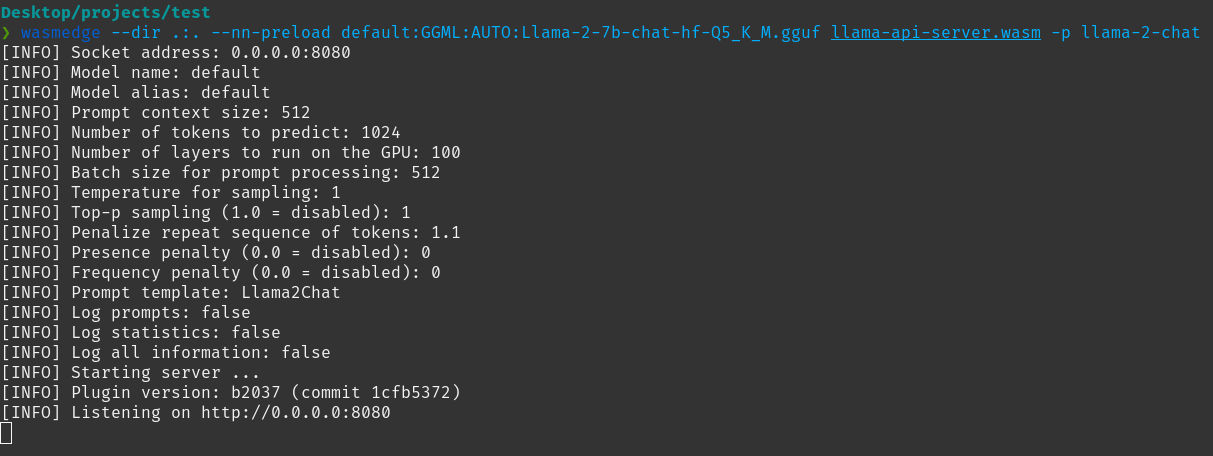 Desktop/projects/test
❯ wasmedge --dir .:. --nn-preload default:GGML:AUTO:Llama-2-7b-chat-hf-Q5_K_M.gguf llama-api-server.wasm -p llama-2-chat
[INFO] Socket address: 0.0.0.0:8080
[INFO] Model name: default
[INFO] Model alias: default
[INFO] Prompt context size: 512
[INFO] Number of tokens to predict: 1024
[INFO] Number of layers to run on the GPU: 100
[INFO] Batch size for prompt processing: 512
[INFO] Temperature for sampling: 1
[INFO] Top-p sampling (1.0 = disabled): 1
[INFO] Penalize repeat sequence of tokens: 1.1
[INFO] Presence penalty (0.0 = disabled): 0
[INFO] Frequency penalty (0.0 = disabled): 0
[INFO] Prompt template: Llama2Chat
[INFO] Log prompts: false
[INFO] Log statistics: false
[INFO] Log all information: false
[INFO] Starting server ...
[INFO] Plugin version: b2037 (commit 1cfb5372)
[INFO] Listening on http://0.0.0.0:8080